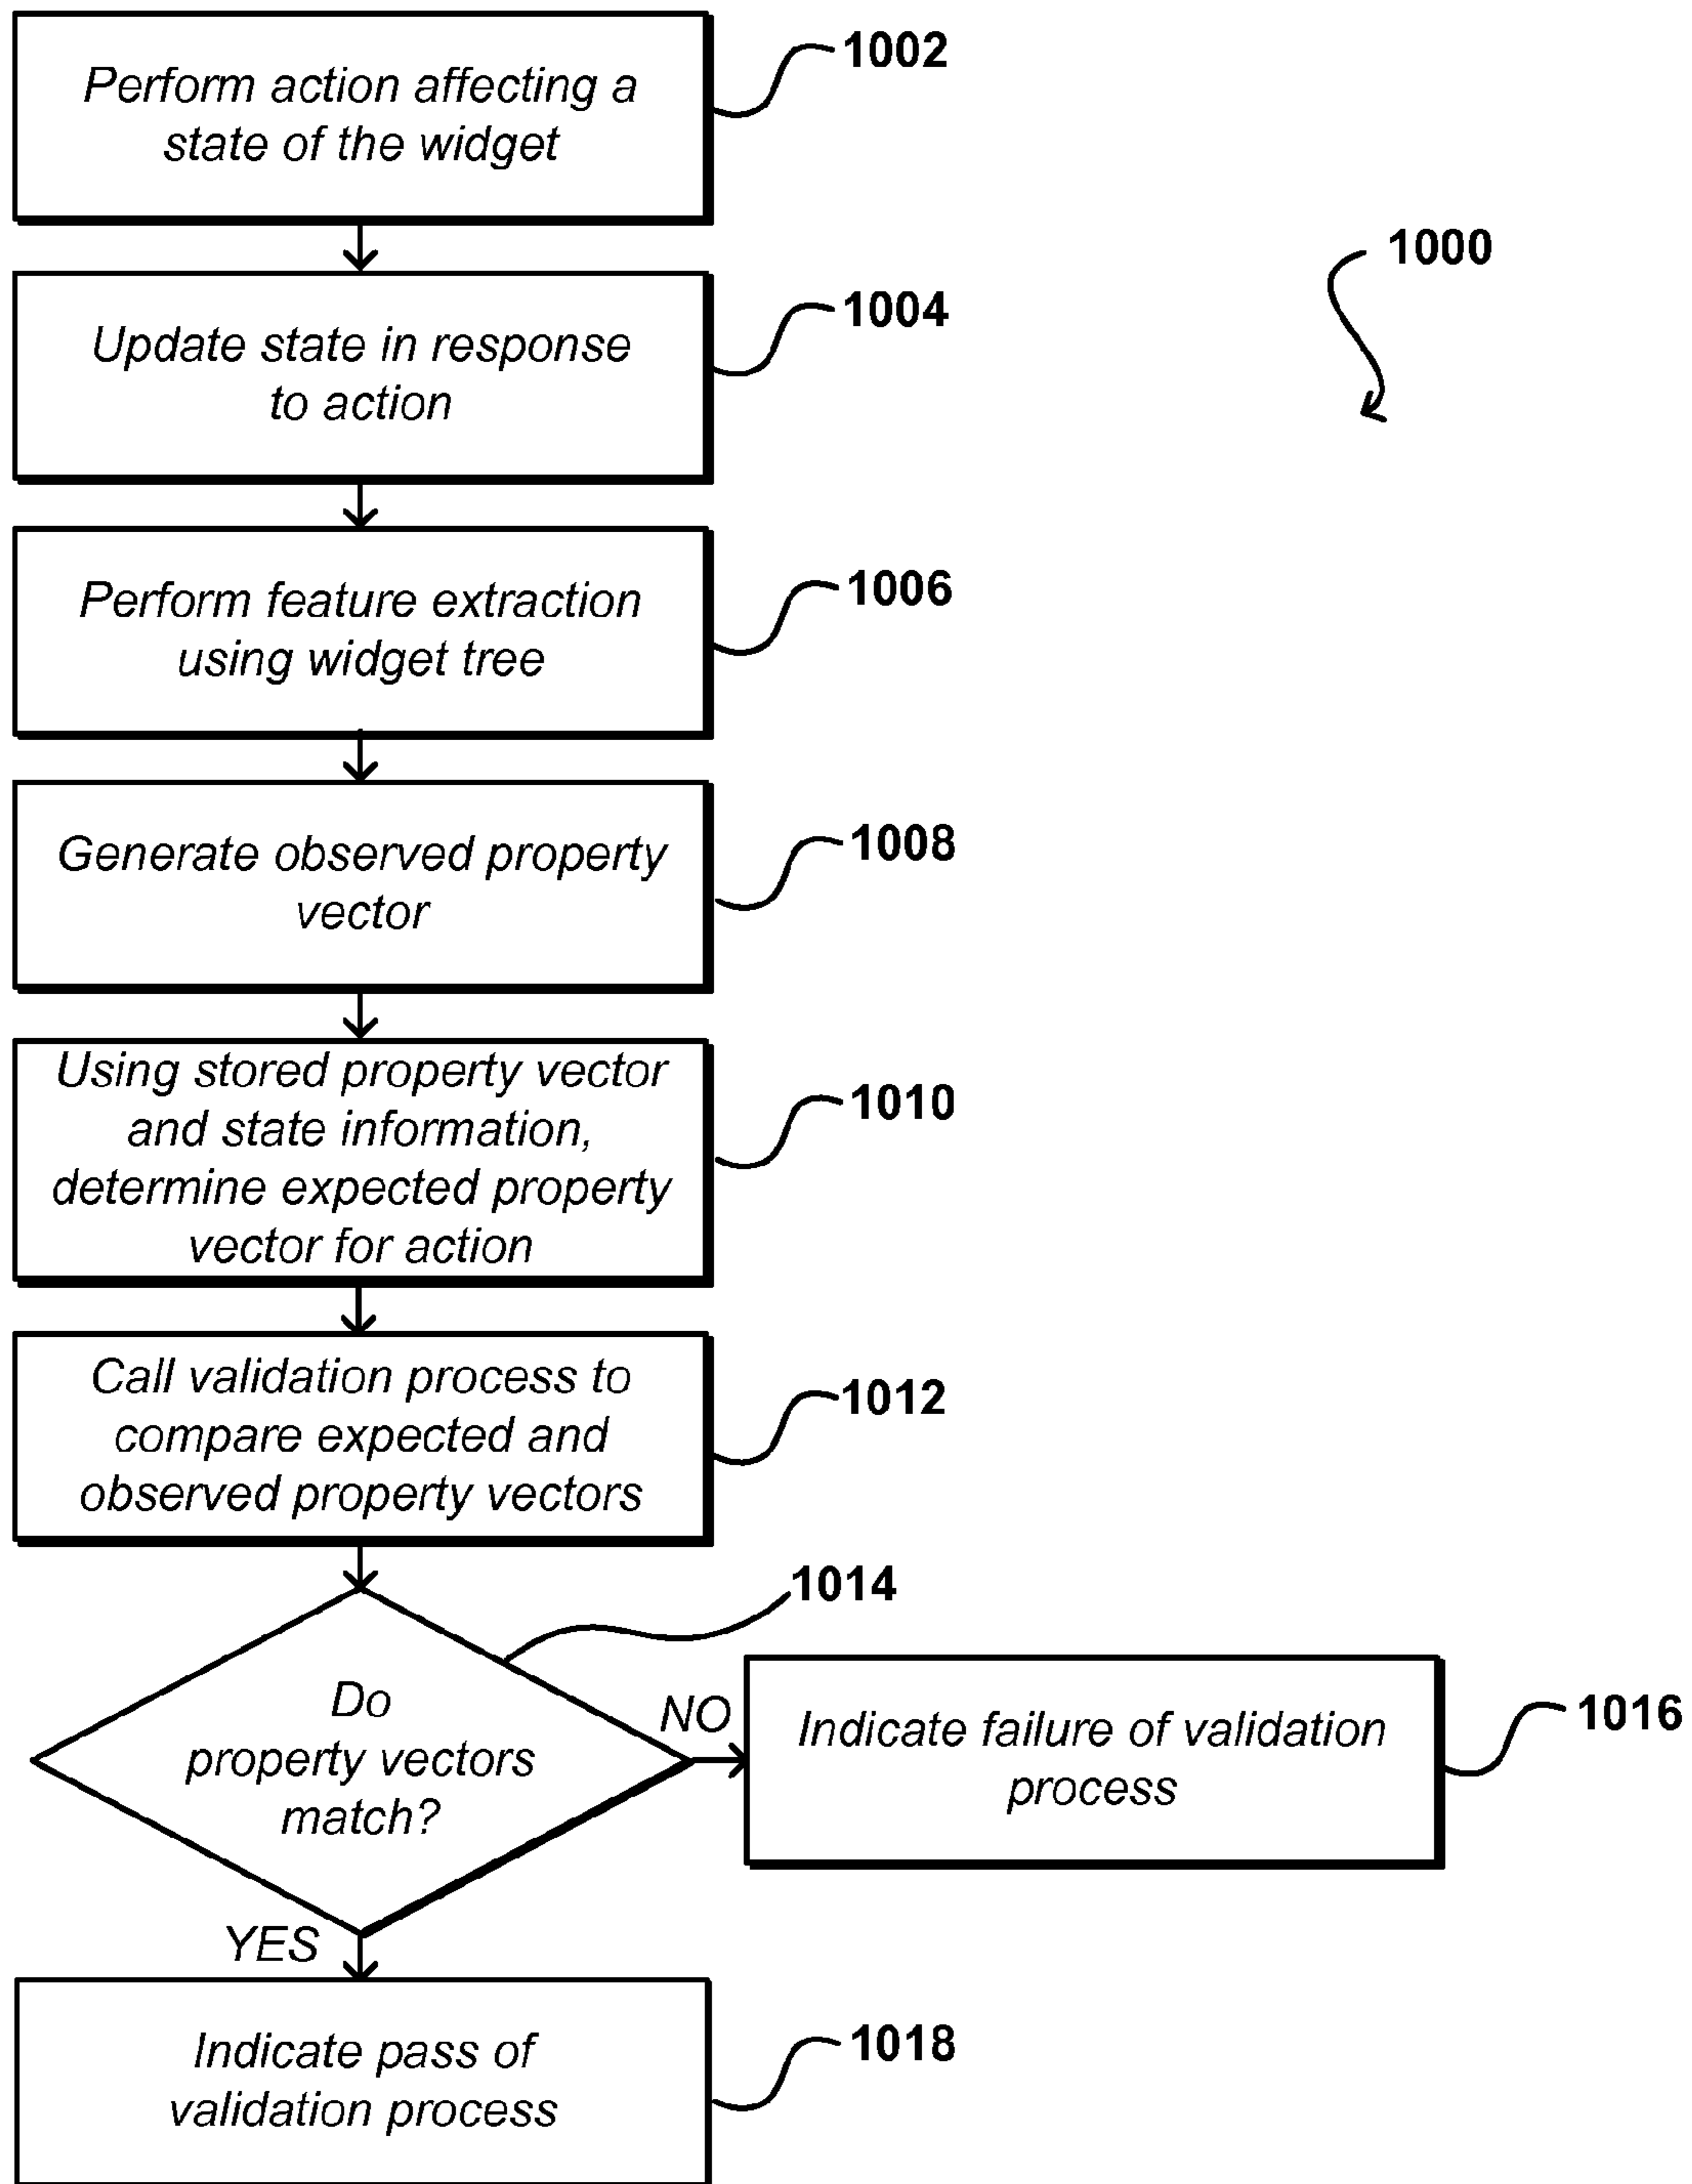 Perform action affecting a
state of the widget
1002
1000
Update state in response
to action
1004
Perform feature extraction
using widget tree
1006
Generate observed property
vector
1008
Using stored property vector
and state information,
determine expected property
vector for action
1010
Call validation process to
compare expected and
observed property vectors
1012
1014
Do
property vectors
match?
NO
Indicate failure of validation
process
1016
YES
Indicate pass of
validation process
1018